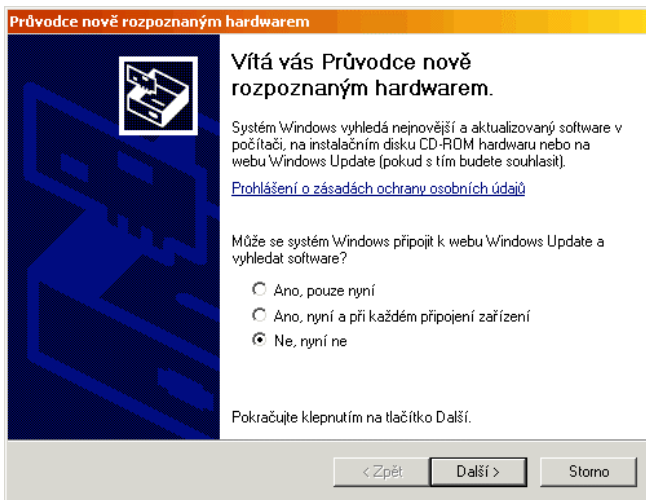 Průvodce nově rozpoznaným hardwarem
Vítá vás Průvodce nově
rozpoznaným hardwarem.
Systém Windows vyhledá nejnovější a aktualizovaný software v
počítači, na instalačním disku CD-ROM hardwaru nebo na
webu Windows Update (pokud s tím budete souhlasit).
Prohlášení o zásadách ochrany osobních údajů
Může se systém Windows připojit k webu Windows Update a
vyhledat software?
Ano, pouze nyní
Ano, nyní a při každém připojení zařízení
Ne, nyní ne
Pokračujte klepnutím na tlačítko Další.
< Zpět Další > Storno